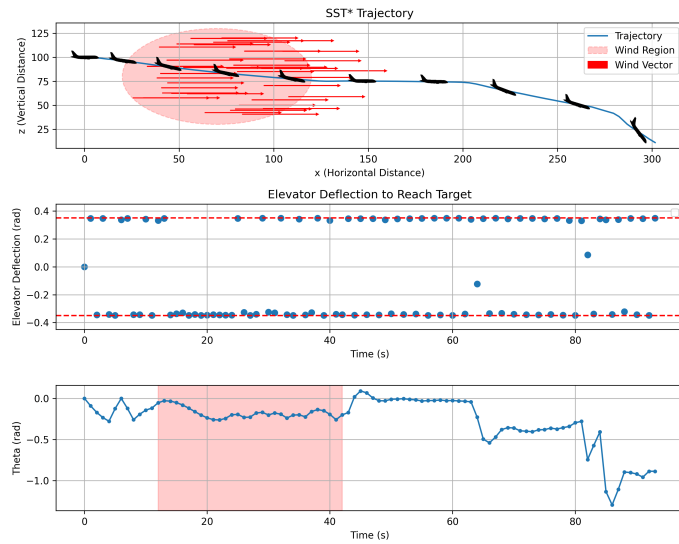 SST* Trajectory
125
100
75
50
25
z (Vertical Distance)
Trajectory
Wind Region
Wind Vector
0 50 100 150 200 250 300
x (Horizontal Distance)
Elevator Deflection to Reach Target
0.4
0.2
0.0
−0.2
−0.4
Elevator Deflection (rad)
0 20 40 60 80
Time (s)
0.0
−0.5
−1.0
Theta (rad)
0 20 40 60 80
Time (s)